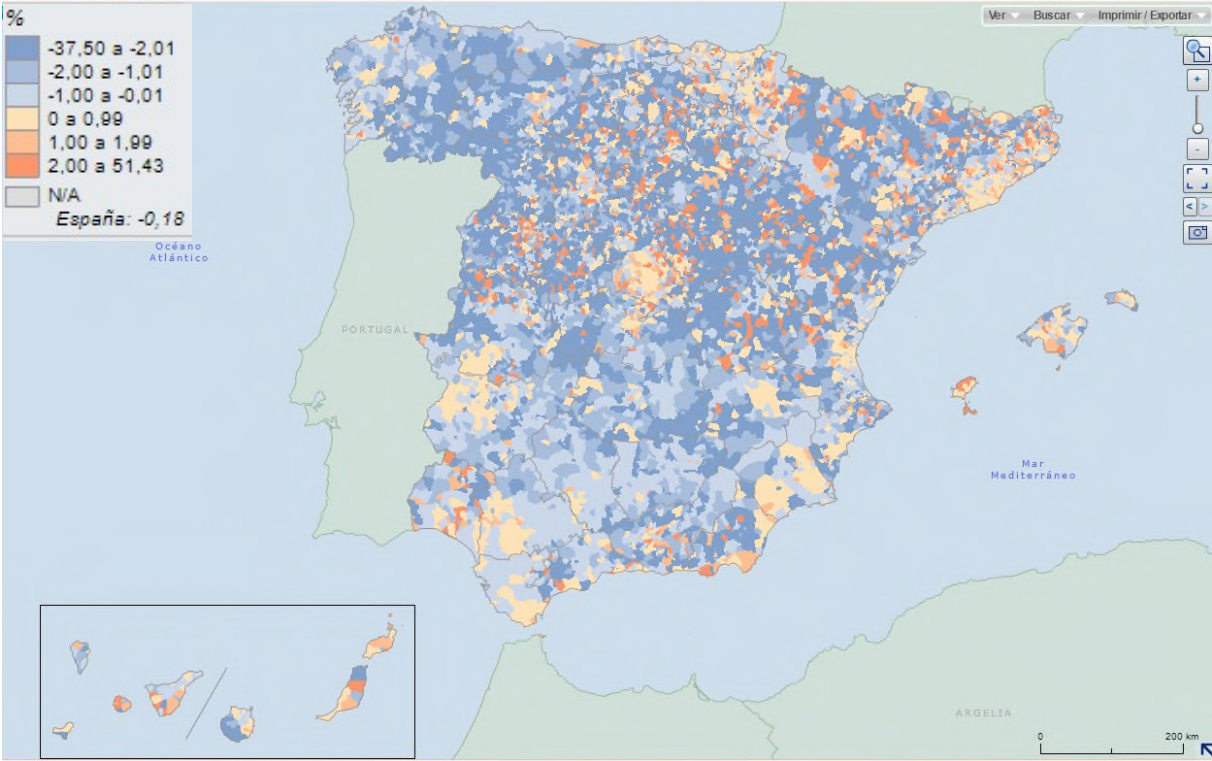 %
-37,50 a -2,01
-2,00 a -1,01
-1,00 a -0,01
0 a 0,99
1,00 a 1,99
2,00 a 51,43
N/A
España: -0,18
Ver
Buscar
Imprimir / Exportar
+
-
< >
Océano
Atlántico
PORTUGAL
Mar
Mediterráneo
ARGELIA
0
200 km